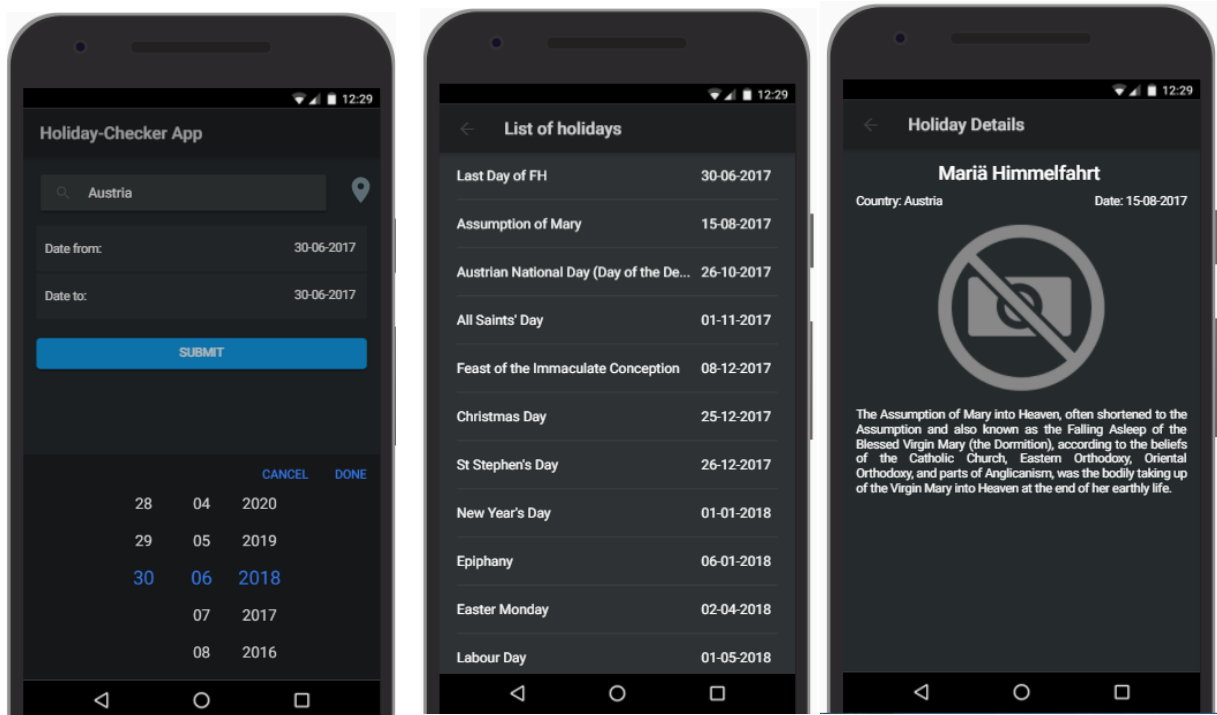 12:29
Holiday-Checker App
Austria
Date from: 30-06-2017
Date to: 30-06-2017
SUBMIT
CANCEL DONE
28 04 2020
29 05 2019
30 06 2018
07 2017
08 2016
12:29
List of holidays
Last Day of FH 30-06-2017
Assumption of Mary 15-08-2017
Austrian National Day (Day of the De... 26-10-2017
All Saints' Day 01-11-2017
Feast of the Immaculate Conception 08-12-2017
Christmas Day 25-12-2017
St Stephen's Day 26-12-2017
New Year's Day 01-01-2018
Epiphany 06-01-2018
Easter Monday 02-04-2018
Labour Day 01-05-2018
12:29
Holiday Details
Mariä Himmelfahrt
Country: Austria Date: 15-08-2017
The Assumption of Mary into Heaven, often shortened to the
Assumption and also known as the Falling Asleep of the
Blessed Virgin Mary (the Dormition), according to the beliefs
of the Catholic Church, Eastern Orthodoxy, Oriental
Orthodoxy, and parts of Anglicanism, was the bodily taking up
of the Virgin Mary into Heaven at the end of her earthly life.